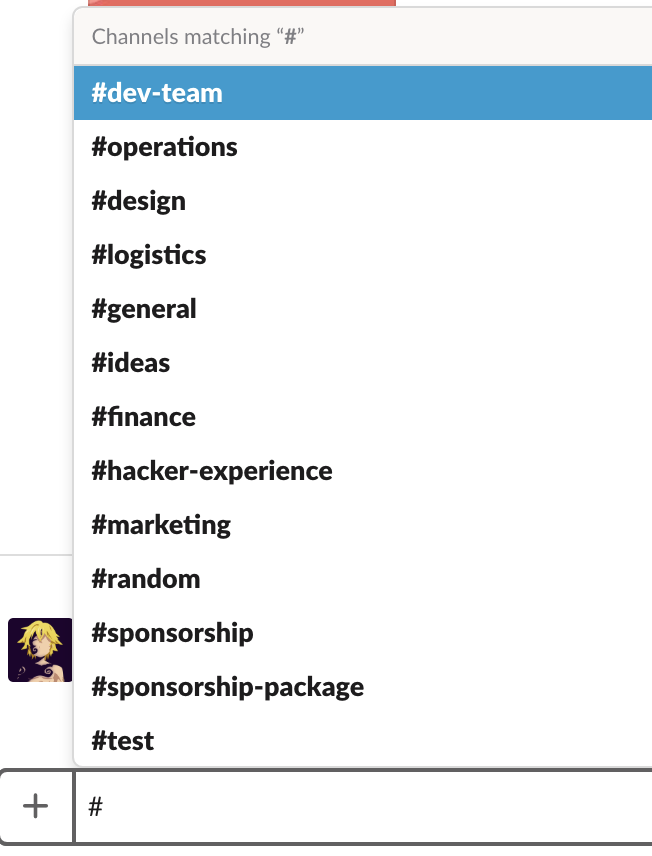 Channels matching “#”
#dev-team
#operations
#design
#logistics
#general
#ideas
#finance
#hacker-experience
#marketing
#random
#sponsorship
#sponsorship-package
#test
#